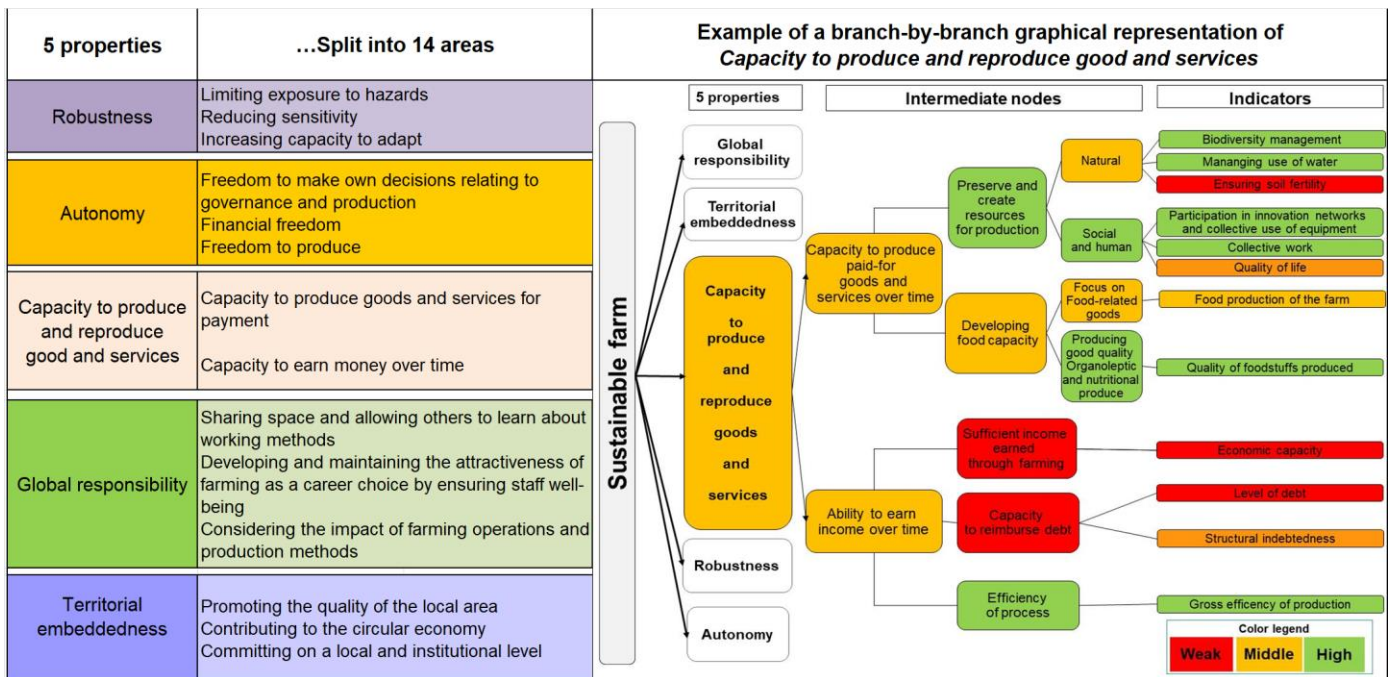 5 properties
...Split into 14 areas
Robustness
Limiting exposure to hazards
Reducing sensitivity
Increasing capacity to adapt
Autonomy
Freedom to make own decisions relating to
governance and production
Financial freedom
Freedom to produce
Capacity to produce
and reproduce
good and services
Capacity to produce goods and services for
payment
Capacity to earn money over time
Global responsibility
Sharing space and allowing others to learn about
working methods
Developing and maintaining the attractiveness of
farming as a career choice by ensuring staff well-
being
Considering the impact of farming operations and
production methods
Territorial
embeddedness
Promoting the quality of the local area
Contributing to the circular economy
Committing on a local and institutional level
Example of a branch-by-branch graphical representation of
Capacity to produce and reproduce good and services
5 properties
Intermediate nodes
Indicators
Sustainable farm
Global
responsibility
Territorial
embeddedness
Capacity
to
produce
and
reproduce
goods
and
services
Robustness
Autonomy
Capacity to produce
paid-for
goods and
services over time
Ability to earn
income over time
Preserve and
create
resources
for production
Developing
food capacity
Sufficient income
earned
through farming
Capacity
to reimburse debt
Efficiency
of process
Natural
Social
and human
Focus on
Food-related
goods
Producing
good quality
Organoleptic
and nutritional
produce
Biodiversity management
Mananging use of water
Ensuring soil fertility
Participation in innovation networks
and collective use of equipment
Collective work
Quality of life
Food production of the farm
Quality of foodstuffs produced
Economic capacity
Level of debt
Structural indebtedness
Gross efficency of production
Color legend
Weak
Middle
High